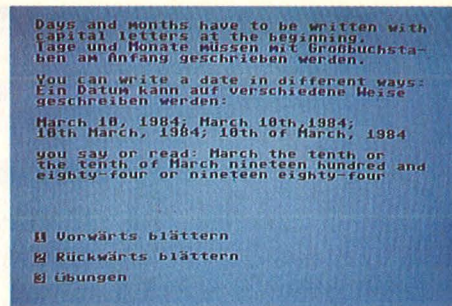 Days and months have to be written with
capital letters at the beginning.
Tage und Monate müssen mit Großbuchsta-
ben am Anfang geschrieben werden.
You can write a date in different ways:
Ein Datum kann auf verschiedene Weise
geschreiben werden:
March 10, 1984; March 10th,1984;
10th March, 1984; 10th of March, 1984
you say or read: March the tenth or
the tenth of March nineteen hundred and
eighty-four or nineteen eighty-four
1 Vorwärts blättern
2 Rückwärts blättern
3 Übungen